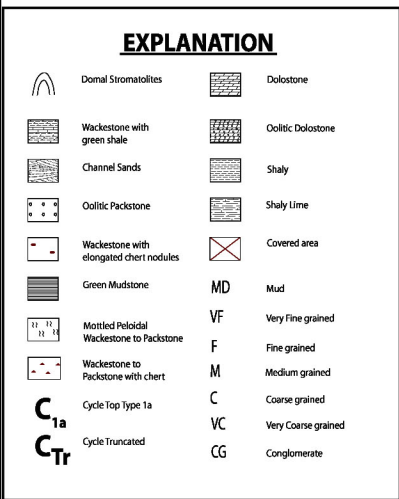 EXPLANATION
Domal Stromatolites
Wackestone with
green shale
Channel Sands
Oolitic Packstone
Wackestone with
elongated chert nodules
Green Mudstone
Mottled Peloidal
Wackestone to Packstone
Wackestone to
Packstone with chert
C1a Cycle Top Type 1a
CTr Cycle Truncated
Dolostone
Oolitic Dolostone
Shaly
Shaly Lime
Covered area
MD Mud
VF Very Fine grained
F Fine grained
M Medium grained
C Coarse grained
VC Very Coarse grained
CG Conglomerate